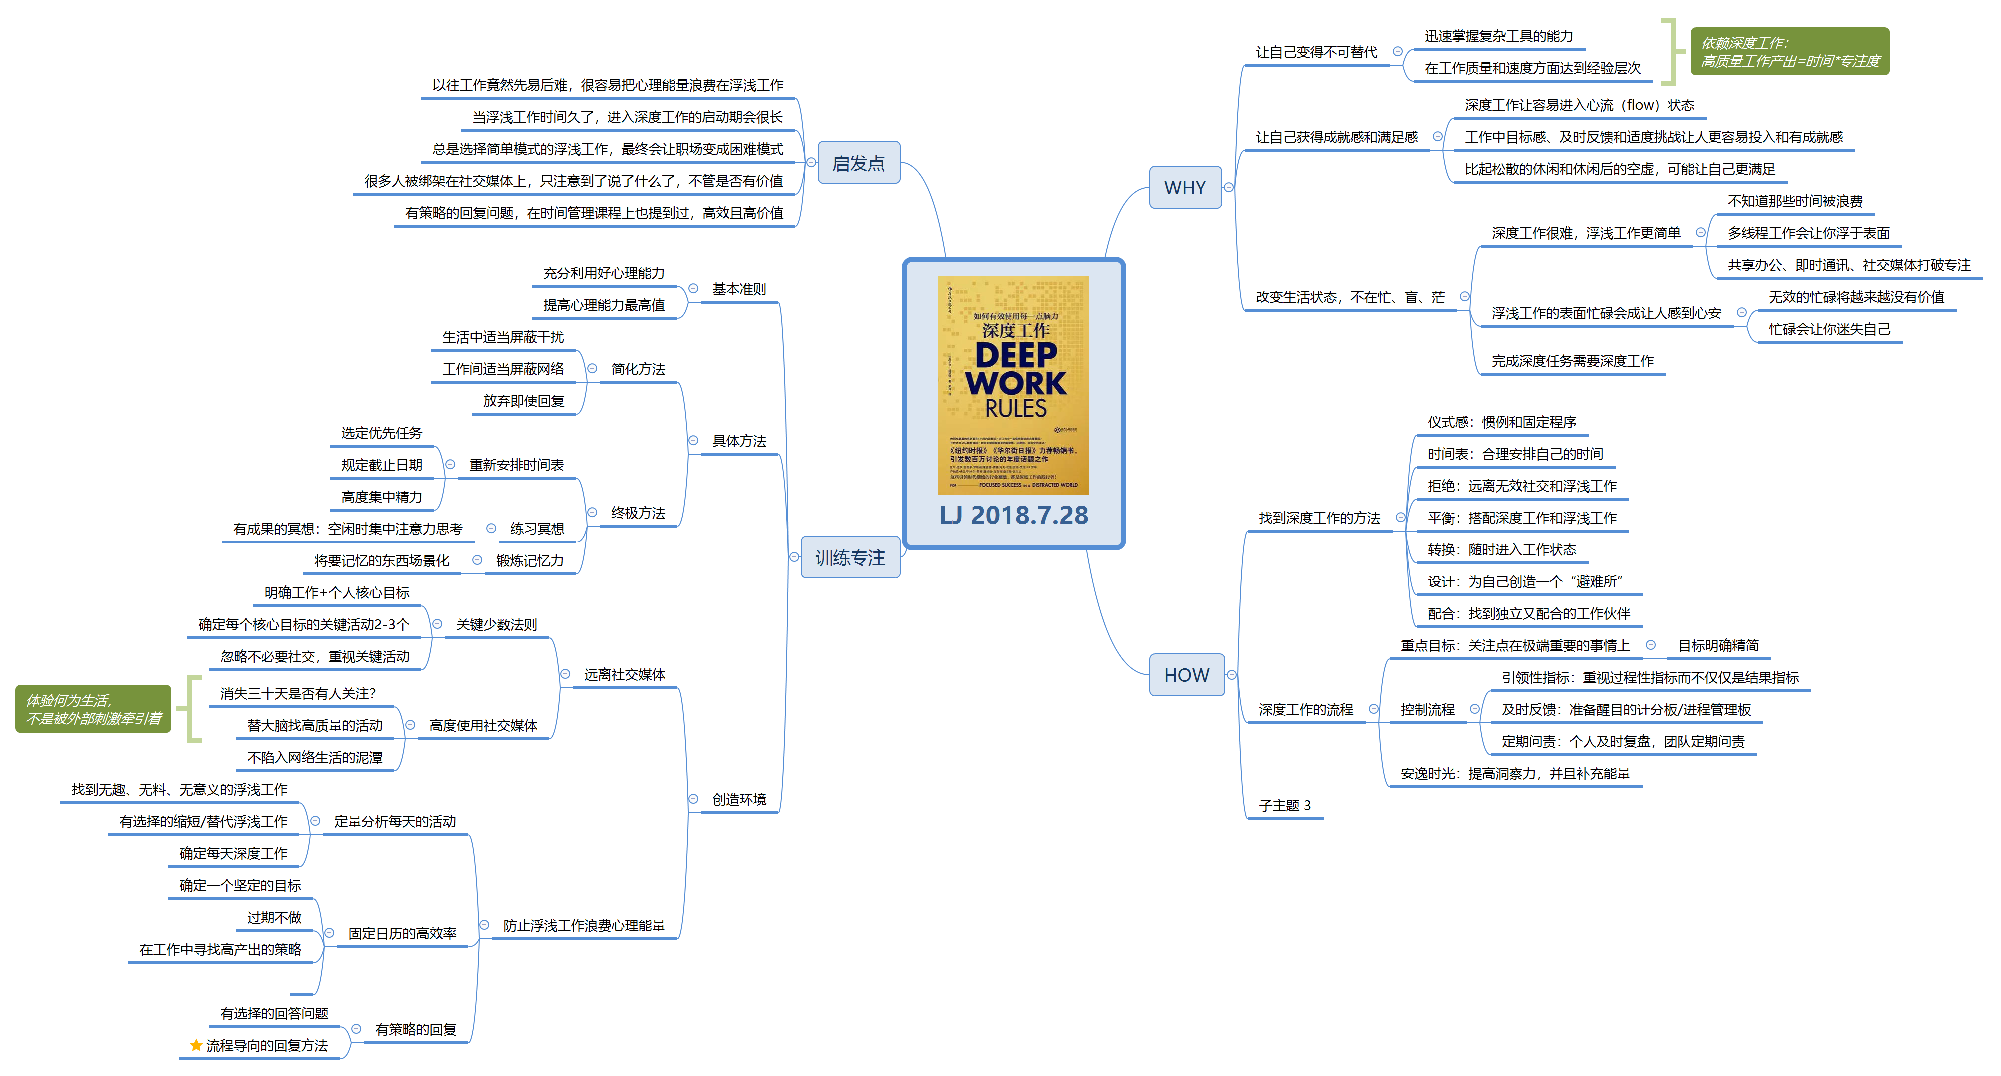 如何有效使用每一点脑力
深度工作
DEEP
WORK
RULES
《纽约时报》《华尔街日报》力荐畅销书，
引发数百万讨论的年度话题之作
FOCUSED SUCCESS
DISTRACTED WORLD
LJ 2018.7.28
WHY
让自己变得不可替代
迅速掌握复杂工具的能力
在工作质量和速度方面达到经验层次
依赖深度工作：
高质量工作产出=时间*专注度
让自己获得成就感和满足感
深度工作让容易进入心流（flow）状态
工作中目标感、及时反馈和适度挑战让人更容易投入和有成就感
比起松散的休闲和休闲后的空虚，可能让自己更满足
改变生活状态，不在忙、盲、茫
深度工作很难，浮浅工作更简单
不知道那些时间被浪费
多线程工作会让你浮于表面
共享办公、即时通讯、社交媒体打破专注
浮浅工作的表面忙碌会成让人感到心安
无效的忙碌将越来越没有价值
忙碌会让你迷失自己
完成深度任务需要深度工作
HOW
找到深度工作的方法
仪式感：惯例和固定程序
时间表：合理安排自己的时间
拒绝：远离无效社交和浮浅工作
平衡：搭配深度工作和浮浅工作
转换：随时进入工作状态
设计：为自己创造一个“避难所”
配合：找到独立又配合的工作伙伴
深度工作的流程
重点目标：关注点在极端重要的事情上
目标明确精简
控制流程
引领性指标：重视过程性指标而不仅仅是结果指标
及时反馈：准备醒目的计分板/进程管理板
定期问责：个人及时复盘，团队定期问责
安逸时光：提高洞察力，并且补充能量
子主题 3
启发点
以往工作竟然先易后难，很容易把心理能量浪费在浮浅工作
当浮浅工作时间久了，进入深度工作的启动期会很长
总是选择简单模式的浮浅工作，最终会让职场变成困难模式
很多人被绑架在社交媒体上，只注意到了说了什么了，不管是否有价值
有策略的回复问题，在时间管理课程上也提到过，高效且高价值
训练专注
基本准则
充分利用好心理能力
提高心理能力最高值
具体方法
简化方法
生活中适当屏蔽干扰
工作间适当屏蔽网络
放弃即使回复
终极方法
重新安排时间表
选定优先任务
规定截止日期
高度集中精力
练习冥想
有成果的冥想：空闲时集中注意力思考
锻炼记忆力
将要记忆的东西场景化
创造环境
远离社交媒体
关键少数法则
明确工作+个人核心目标
确定每个核心目标的关键活动2-3个
忽略不必要社交，重视关键活动
高度使用社交媒体
消失三十天是否有人关注？
替大脑找高质量的活动
不陷入网络生活的泥潭
体验何为生活，
不是被外部刺激牵引着
防止浮浅工作浪费心理能量
定量分析每天的活动
找到无趣、无料、无意义的浮浅工作
有选择的缩短/替代浮浅工作
确定每天深度工作
固定日历的高效率
确定一个坚定的目标
过期不做
在工作中寻找高产出的策略
有策略的回复
有选择的回答问题
流程导向的回复方法